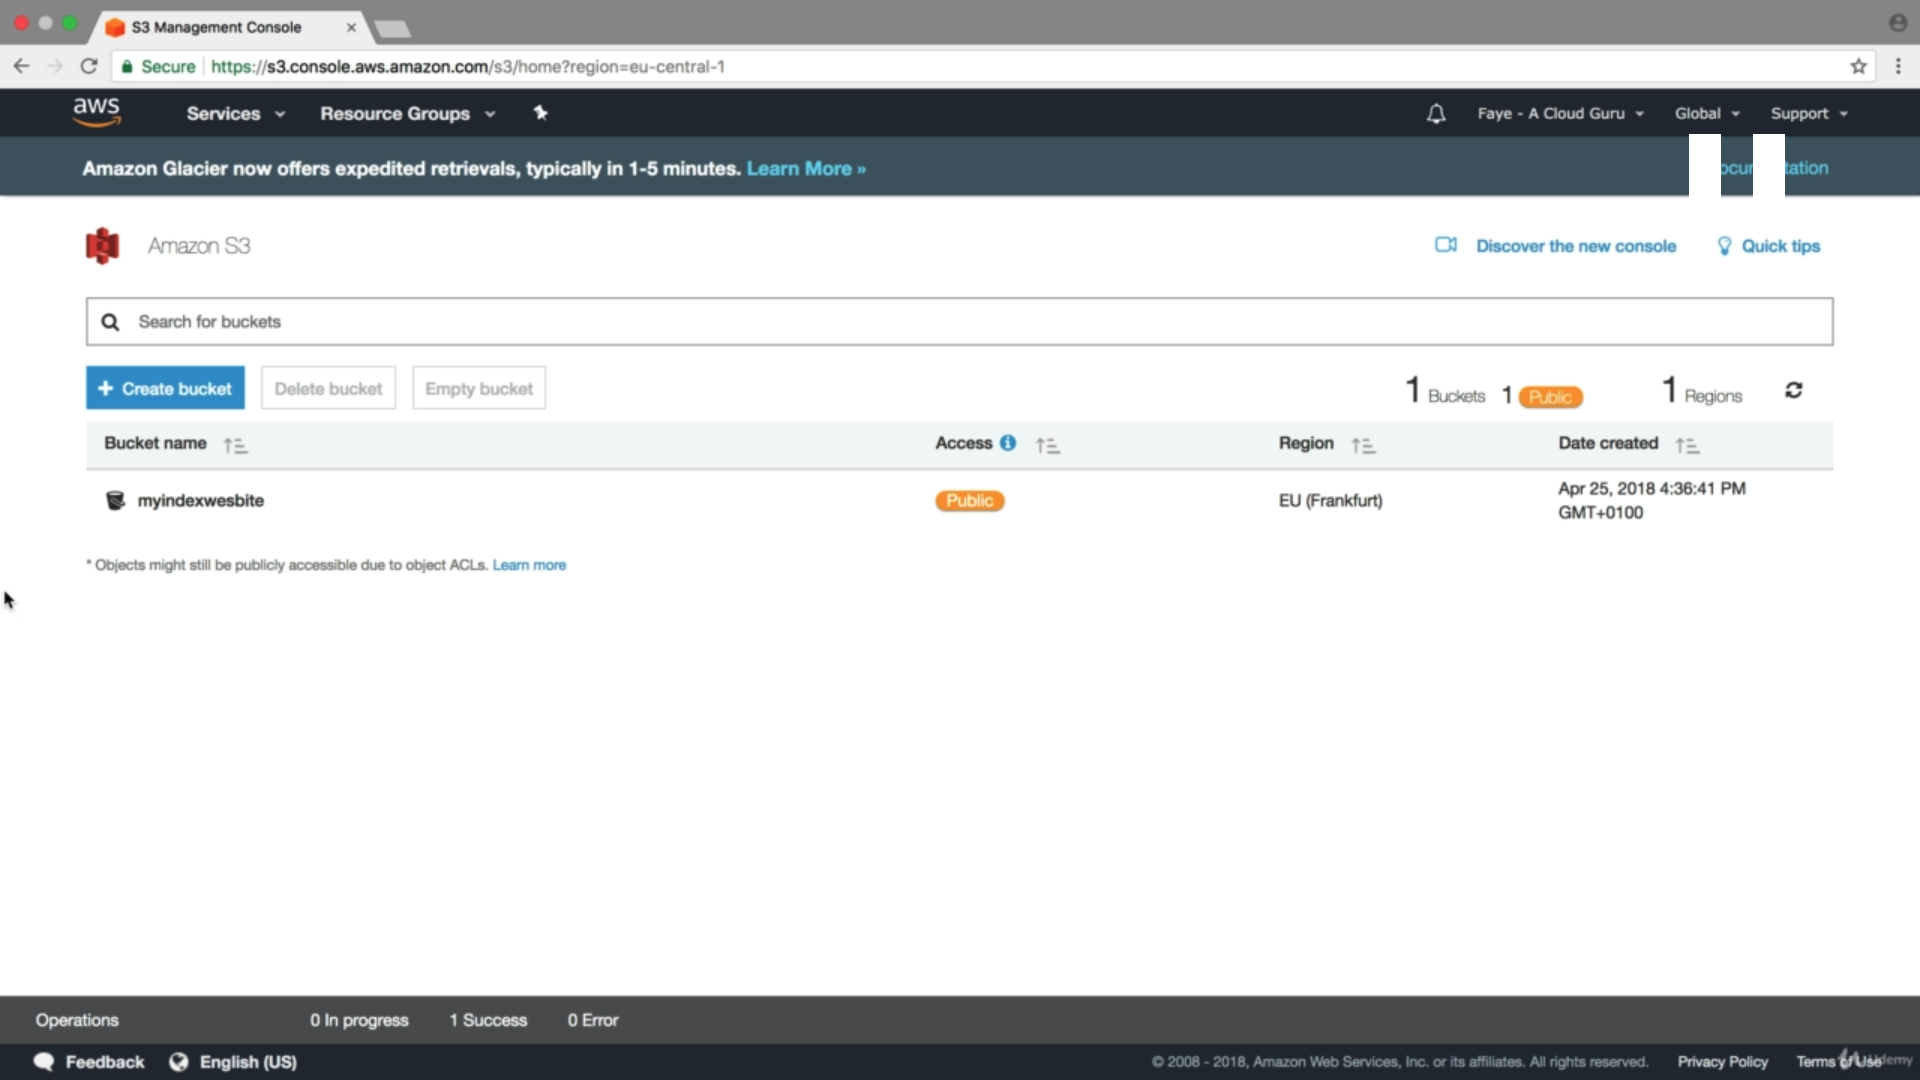 S3 Management Console
Secure https://s3.console.aws.amazon.com/s3/home?region=eu-central-1
aws Services Resource Groups Faye - A Cloud Guru Global Support
Amazon Glacier now offers expedited retrievals, typically in 1-5 minutes. Learn More »
Amazon S3 Discover the new console Quick tips
Search for buckets
+ Create bucket Delete bucket Empty bucket 1 Buckets 1 Public 1 Regions
Bucket name Access Region Date created
myindexwesbite Public EU (Frankfurt) Apr 25, 2018 4:36:41 PM
GMT+0100
* Objects might still be publicly accessible due to object ACLs. Learn more
Operations 0 In progress 1 Success 0 Error
Feedback English (US) © 2008 - 2018, Amazon Web Services, Inc. or its affiliates. All rights reserved. Privacy Policy Terms of Use